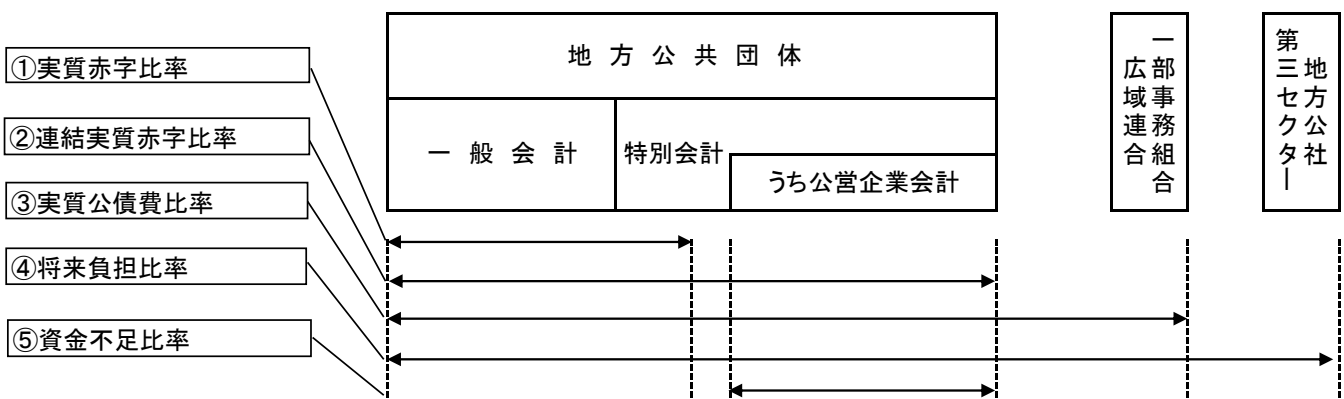 ①実質赤字比率
②連結実質赤字比率
③実質公債費比率
④将来負担比率
⑤資金不足比率
地方公共団体
一般会計
特別会計
うち公営企業会計
一部事務組合
広域連合
地方公社
第三セクター